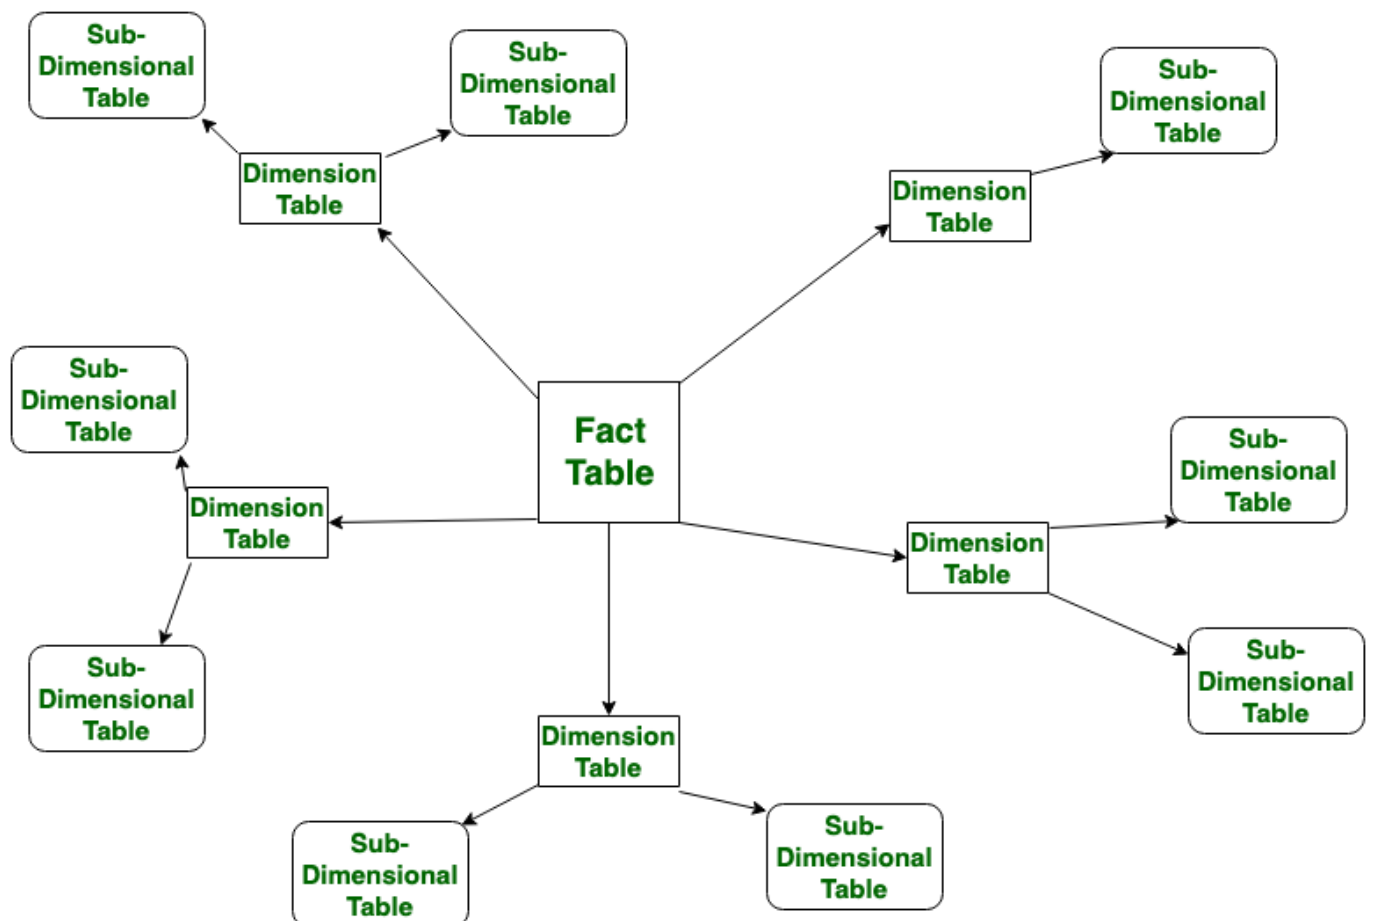 Sub-
Dimensional
Table
Sub-
Dimensional
Table
Sub-
Dimensional
Table
Dimension
Table
Dimension
Table
Sub-
Dimensional
Table
Fact
Table
Sub-
Dimensional
Table
Dimension
Table
Dimension
Table
Sub-
Dimensional
Table
Sub-
Dimensional
Table
Dimension
Table
Sub-
Dimensional
Table
Sub-
Dimensional
Table